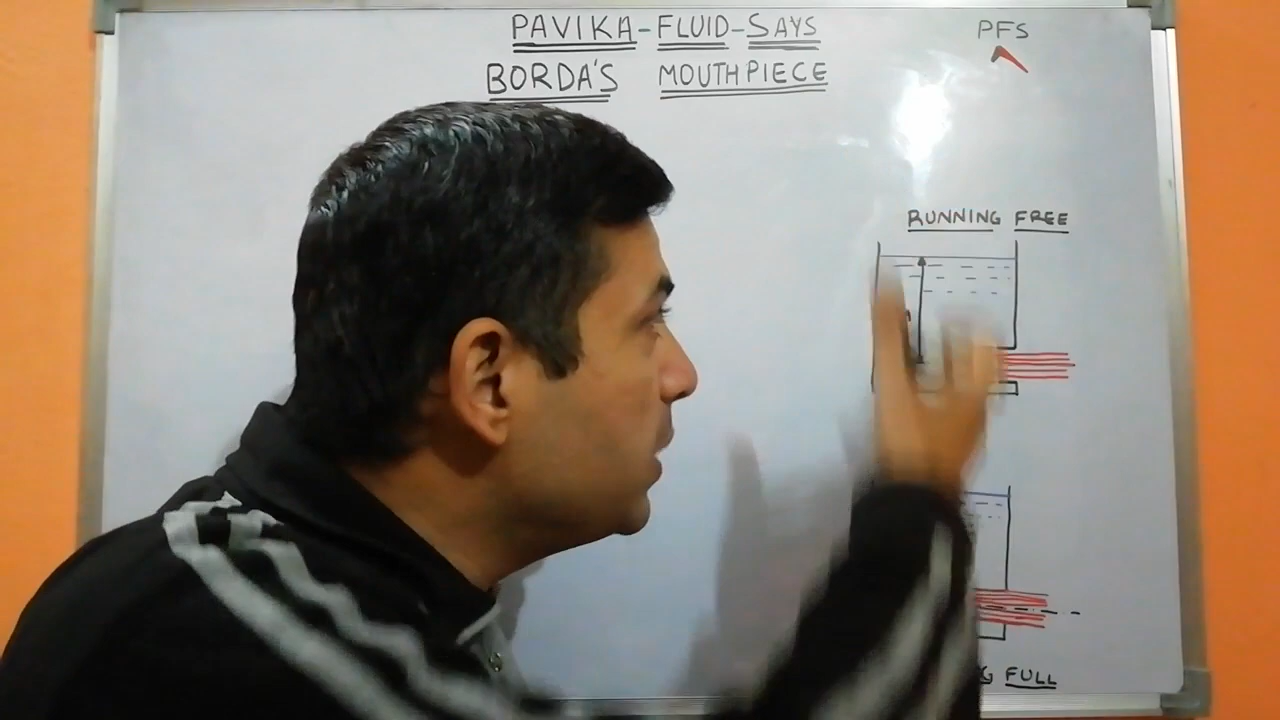 PAVIKA-FLUID-SAYS
PFS
BORDA'S MOUTHPIECE
RUNNING FREE
FULL